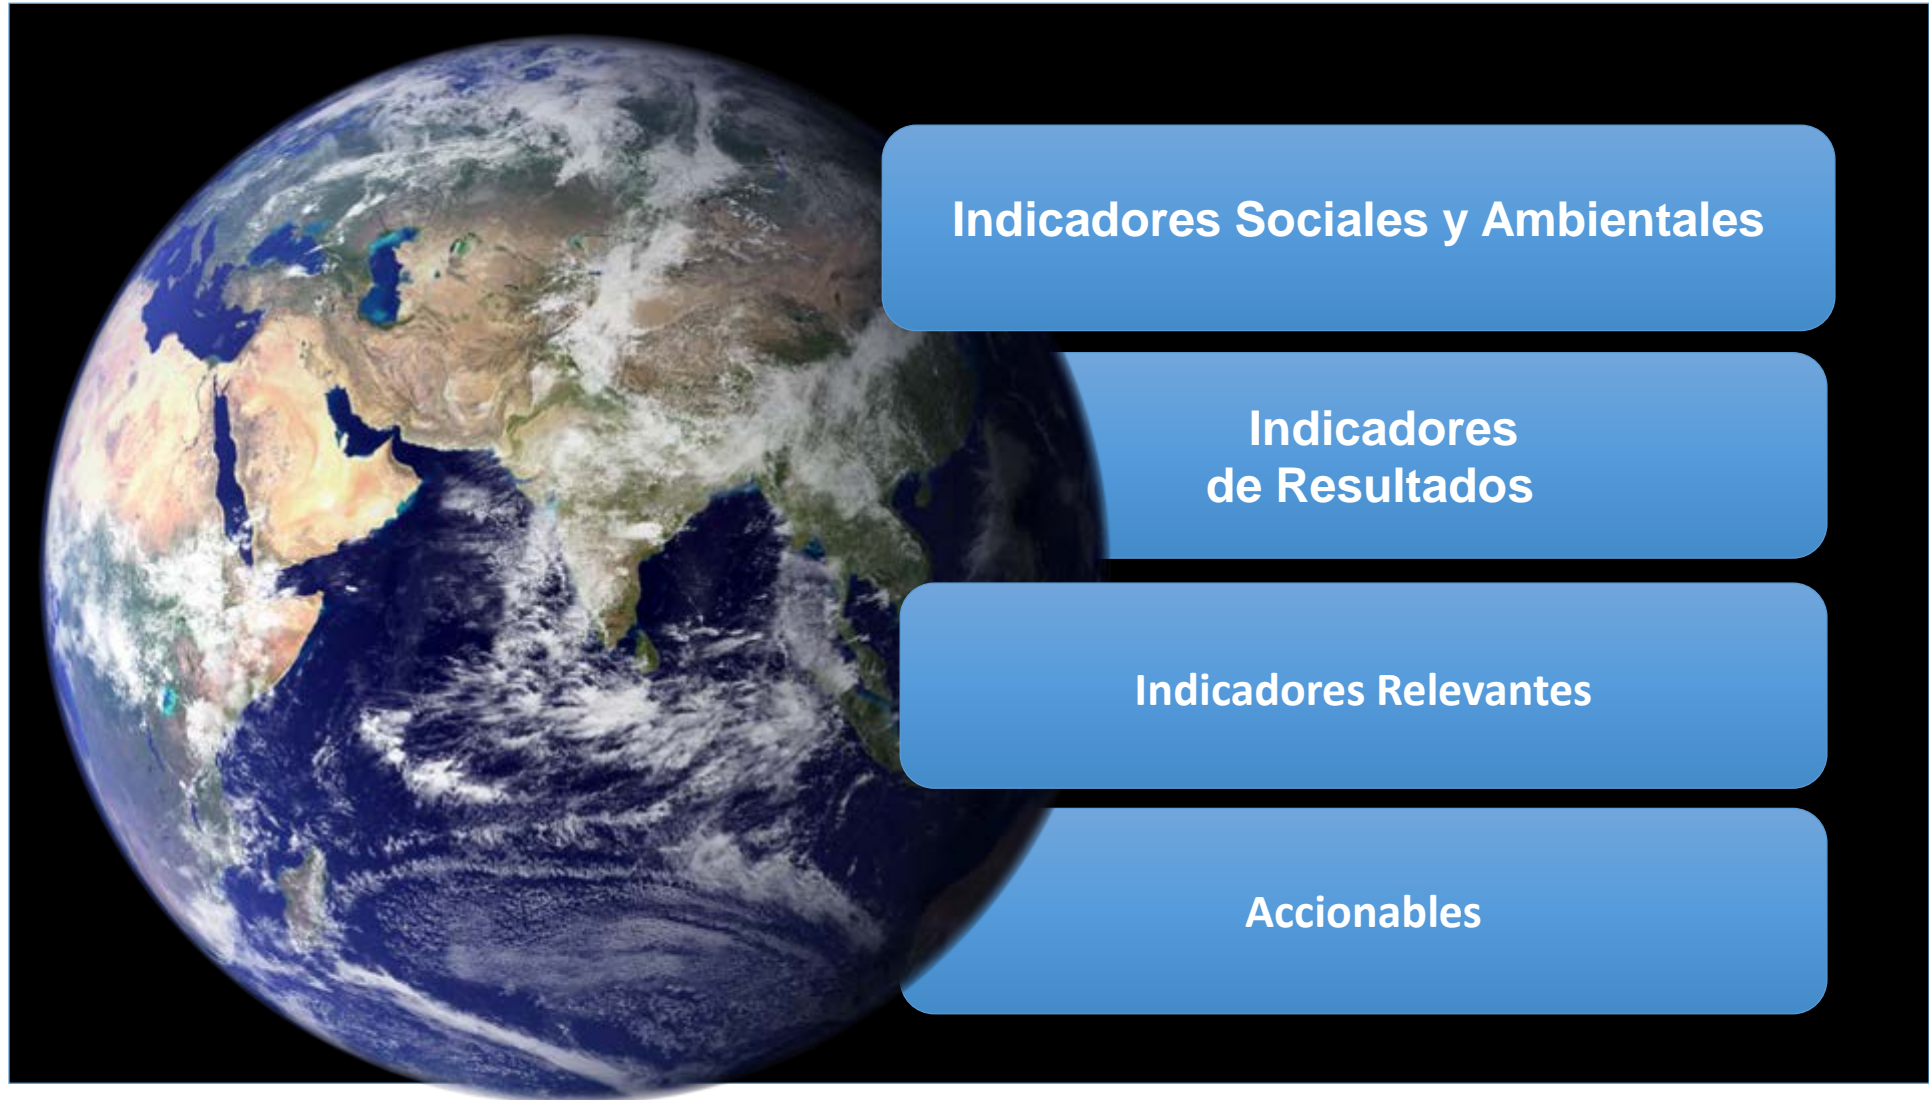 Indicadores Sociales y Ambientales
Indicadores
de Resultados
Indicadores Relevantes
Accionables